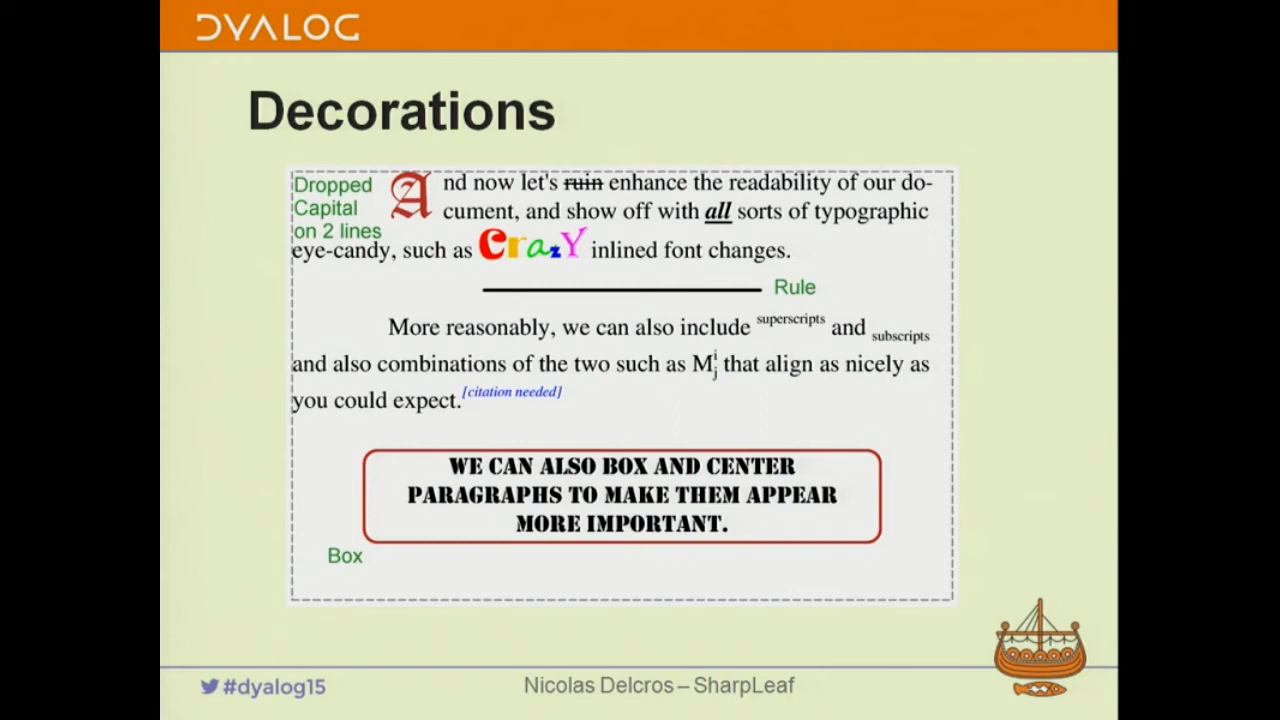 DYALOG
Decorations
Dropped
Capital
on 2 lines
And now let's ruin enhance the readability of our do-
cument, and show off with all sorts of typographic
eye-candy, such as CrazY inlined font changes.
Rule
More reasonably, we can also include superscripts and subscripts
and also combinations of the two such as Mij that align as nicely as
you could expect.[citation needed]
WE CAN ALSO BOX AND CENTER
PARAGRAPHS TO MAKE THEM APPEAR
MORE IMPORTANT.
Box
#dyalog15
Nicolas Delcros – SharpLeaf